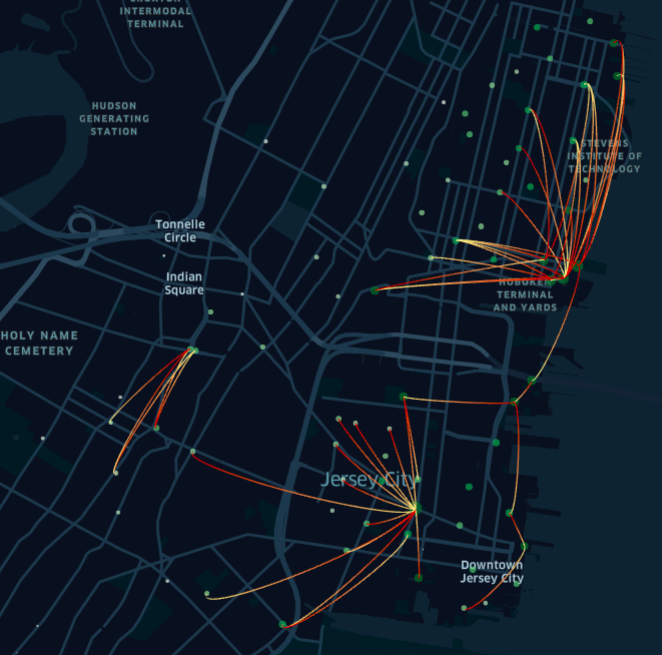 CROXTON
INTERMODAL
TERMINAL
HUDSON
GENERATING
STATION
STEVENS
INSTITUTE OF
TECHNOLOGY
Tonnelle
Circle
Indian
Square
HOBOKEN
TERMINAL
AND YARDS
HOLY NAME
CEMETERY
Jersey City
Downtown
Jersey City